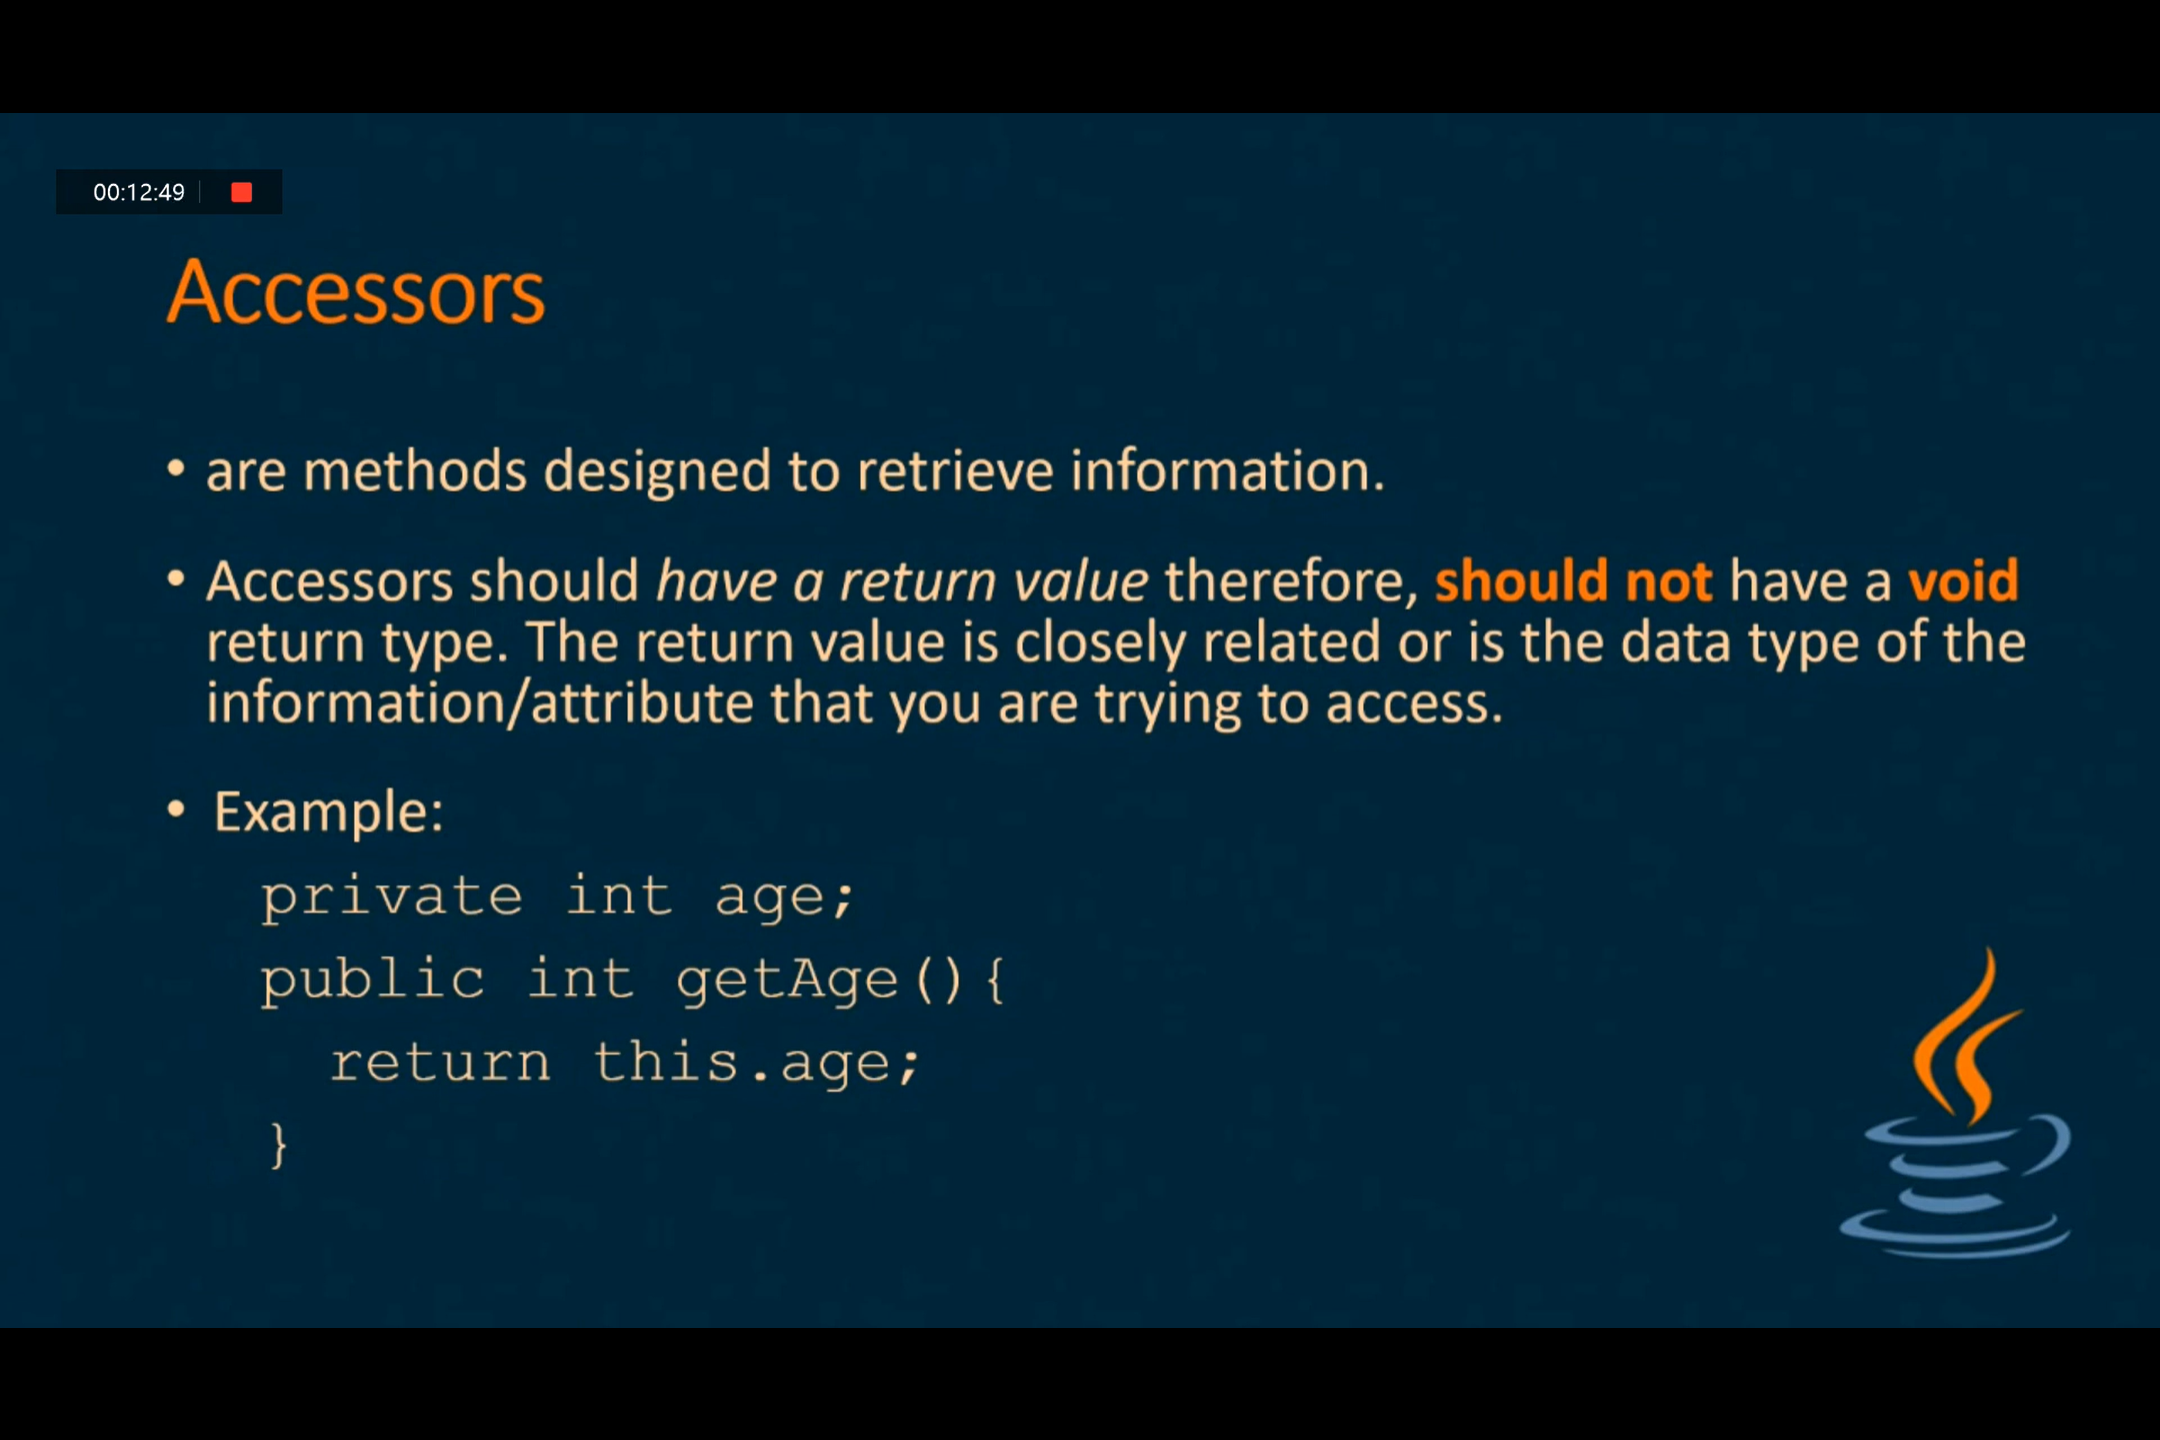 00:12:49
Accessors
• are methods designed to retrieve information.
• Accessors should have a return value therefore, should not have a void
return type. The return value is closely related or is the data type of the
information/attribute that you are trying to access.
• Example:
private int age;
public int getAge(){
return this.age;
}